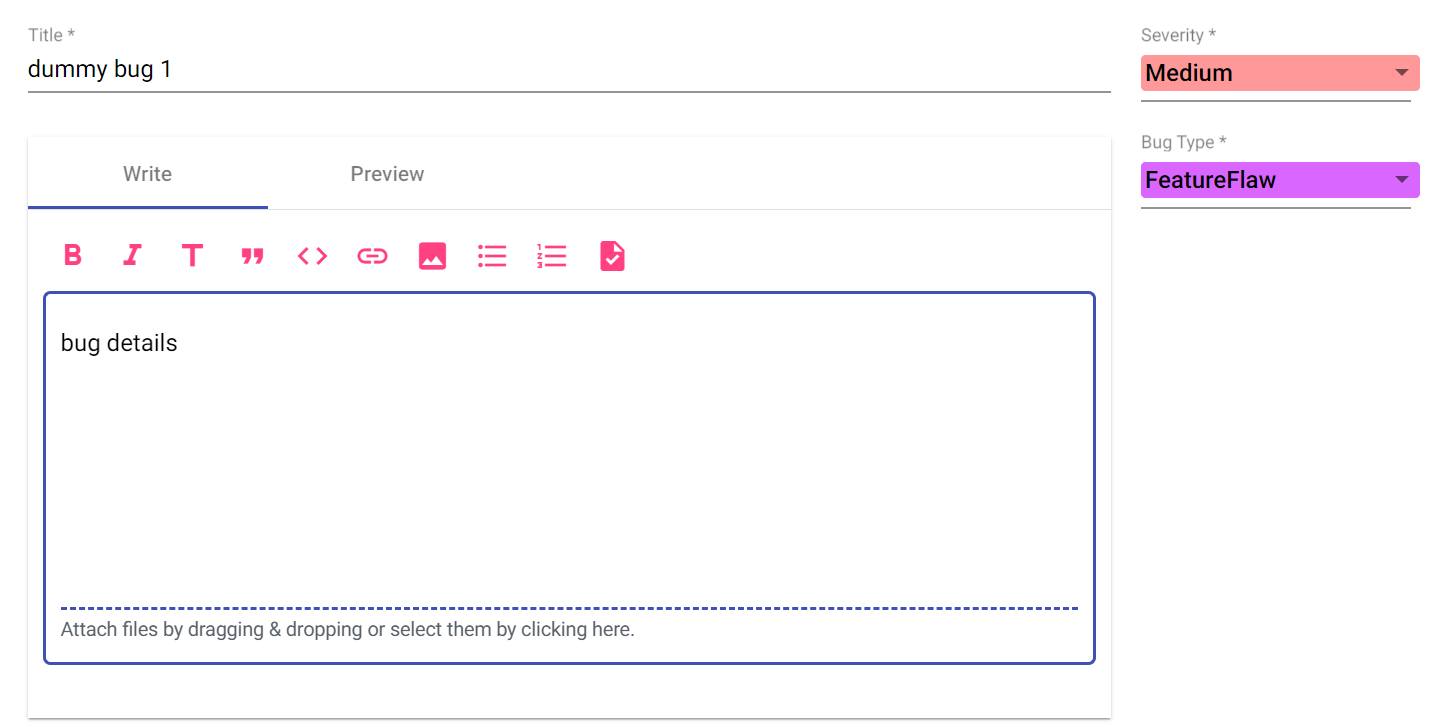 Title *
dummy bug 1
Severity *
Medium
Bug Type *
FeatureFlaw
Write
Preview
bug details
Attach files by dragging & dropping or select them by clicking here.